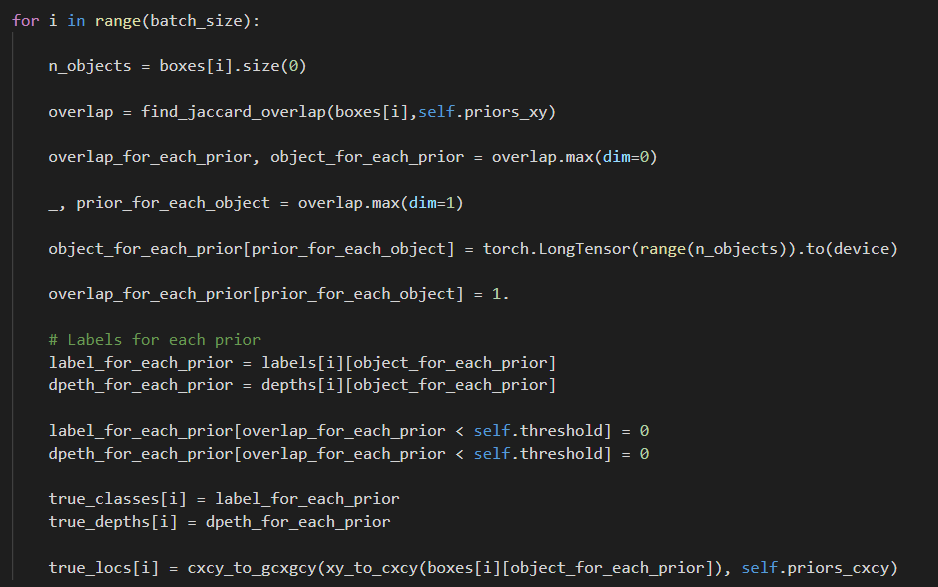 for i in range(batch_size):
n_objects = boxes[i].size(0)
overlap = find_jaccard_overlap(boxes[i],self.priors_xy)
overlap_for_each_prior, object_for_each_prior = overlap.max(dim=0)
_, prior_for_each_object = overlap.max(dim=1)
object_for_each_prior[prior_for_each_object] = torch.LongTensor(range(n_objects)).to(device)
overlap_for_each_prior[prior_for_each_object] = 1.
# Labels for each prior
label_for_each_prior = labels[i][object_for_each_prior]
dpeth_for_each_prior = depths[i][object_for_each_prior]
label_for_each_prior[overlap_for_each_prior < self.threshold] = 0
dpeth_for_each_prior[overlap_for_each_prior < self.threshold] = 0
true_classes[i] = label_for_each_prior
true_depths[i] = dpeth_for_each_prior
true_locs[i] = cxcy_to_gcxgcy(xy_to_cxcy(boxes[i][object_for_each_prior]), self.priors_cxcy)